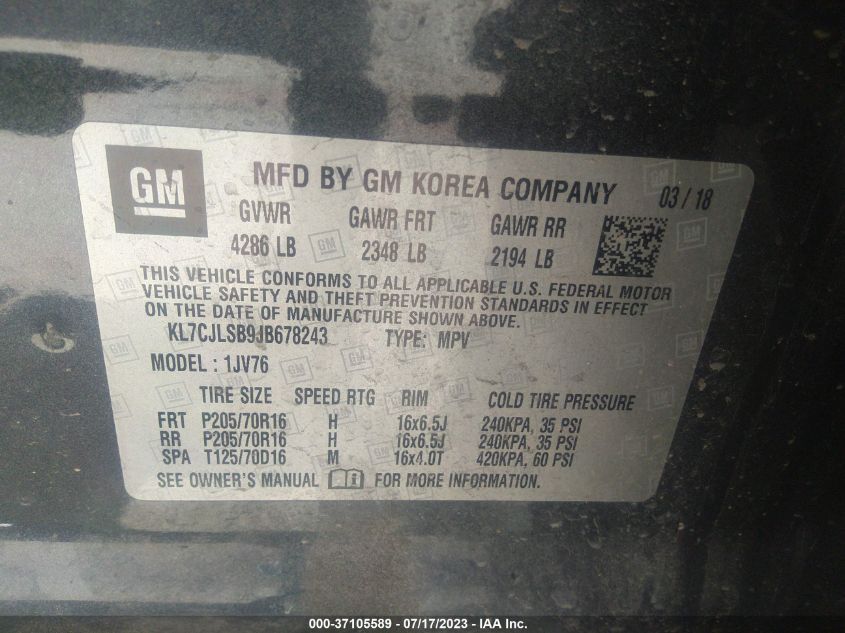 GM
MFD BY GM KOREA COMPANY 03 / 18
GVWR GAWR FRT GAWR RR
4286 LB 2348 LB 2194 LB
THIS VEHICLE CONFORMS TO ALL APPLICABLE U.S. FEDERAL MOTOR
VEHICLE SAFETY AND THEFT PREVENTION STANDARDS IN EFFECT
ON THE DATE OF MANUFACTURE SHOWN ABOVE.
KL7CJLSB9JB678243 TYPE: MPV
MODEL : 1JV76
TIRE SIZE SPEED RTG RIM COLD TIRE PRESSURE
FRT P205/70R16 H 16x6.5J 240KPA, 35 PSI
RR P205/70R16 H 16x6.5J 240KPA, 35 PSI
SPA T125/70D16 M 16x4.0T 420KPA, 60 PSI
SEE OWNER'S MANUAL FOR MORE INFORMATION.
000-37105589 - 07/17/2023 - IAA Inc.